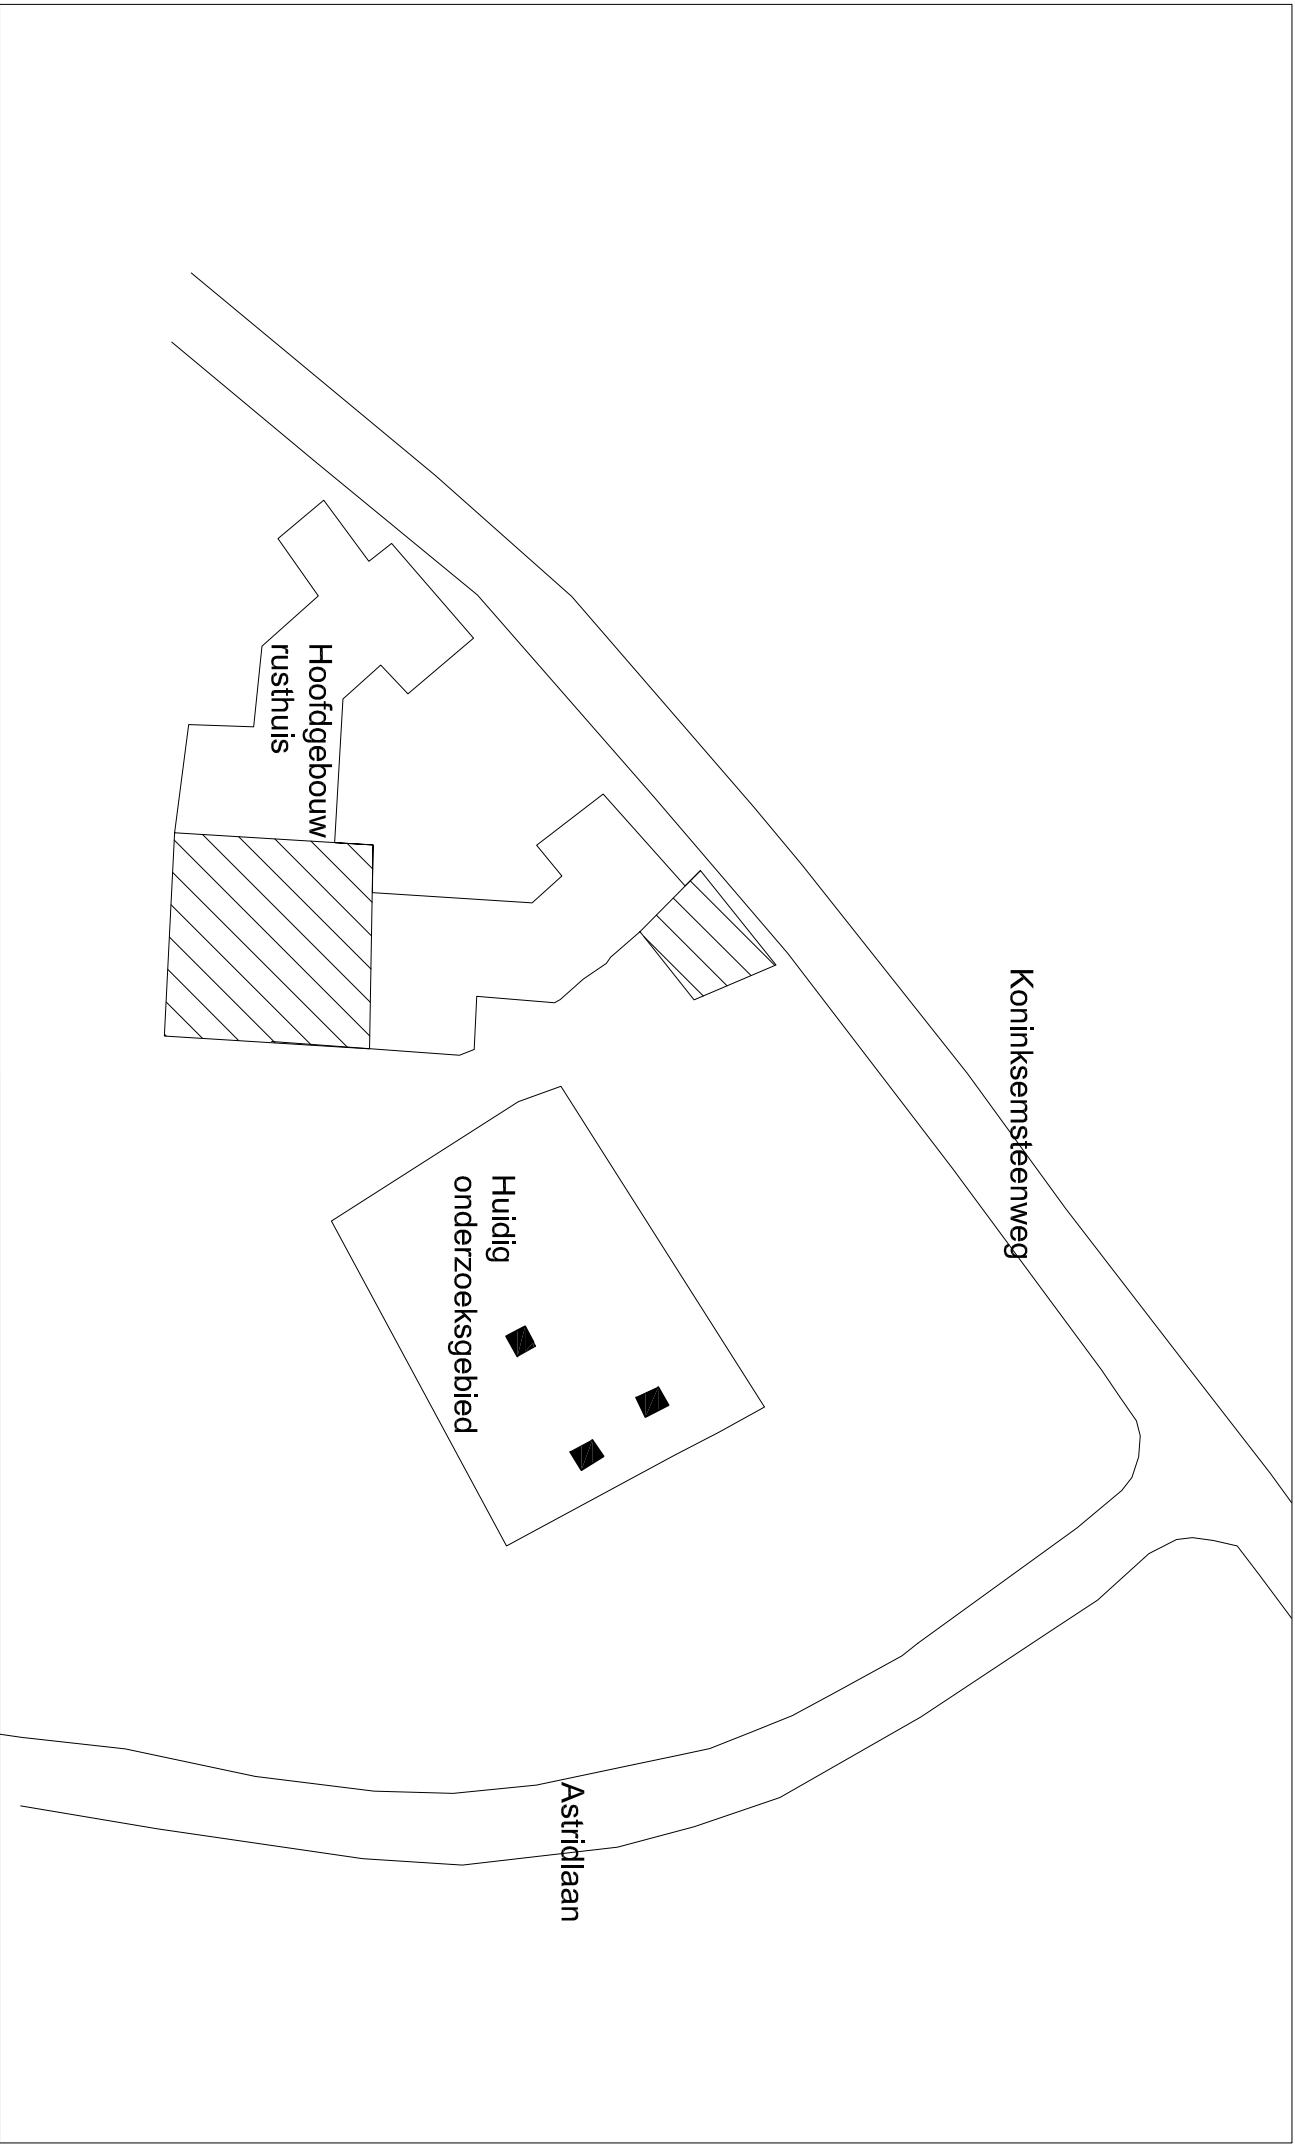 Koninksemsteenweg
Hoofdgebouw
rusthuis
Huidig
onderzoeksgebied
Astridlaan